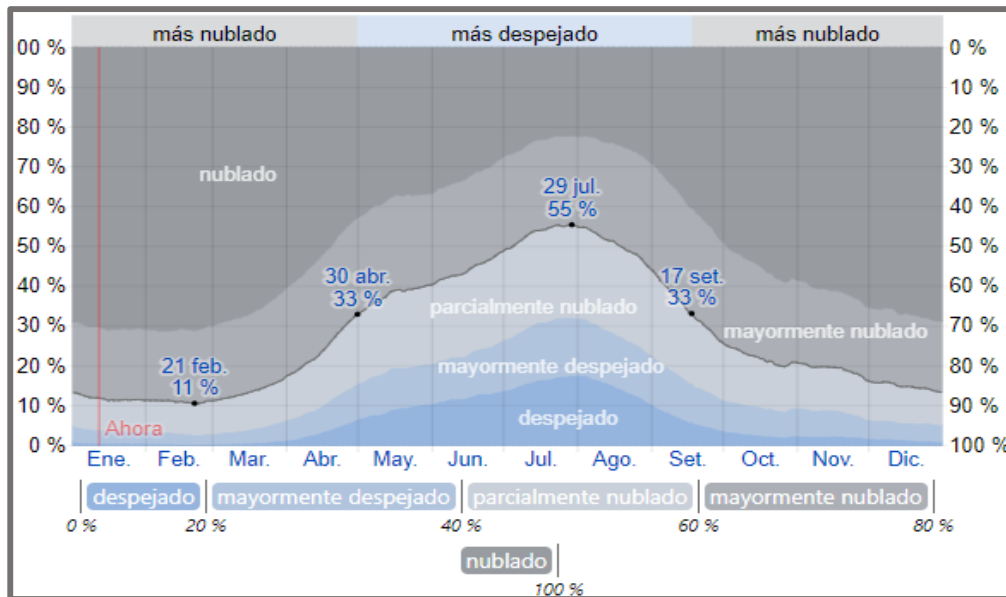 más nublado más despejado más nublado
00 % 0 %
90 % 10 %
80 % 20 %
70 % nublado 30 %
29 jul.
60 % 55 % 40 %
50 % 50 %
30 abr. 17 set.
40 % 33 % 33 % 60 %
parcialmente nublado
30 % mayormente nublado 70 %
21 feb.
20 % 11 % mayormente despejado 80 %
10 % despejado 90 %
Ahora
0 % 100 %
Ene. Feb. Mar. Abr. May. Jun. Jul. Ago. Set. Oct. Nov. Dic.
despejado mayormente despejado parcialmente nublado mayormente nublado
0 % 20 % 40 % 60 % 80 %
nublado
100 %